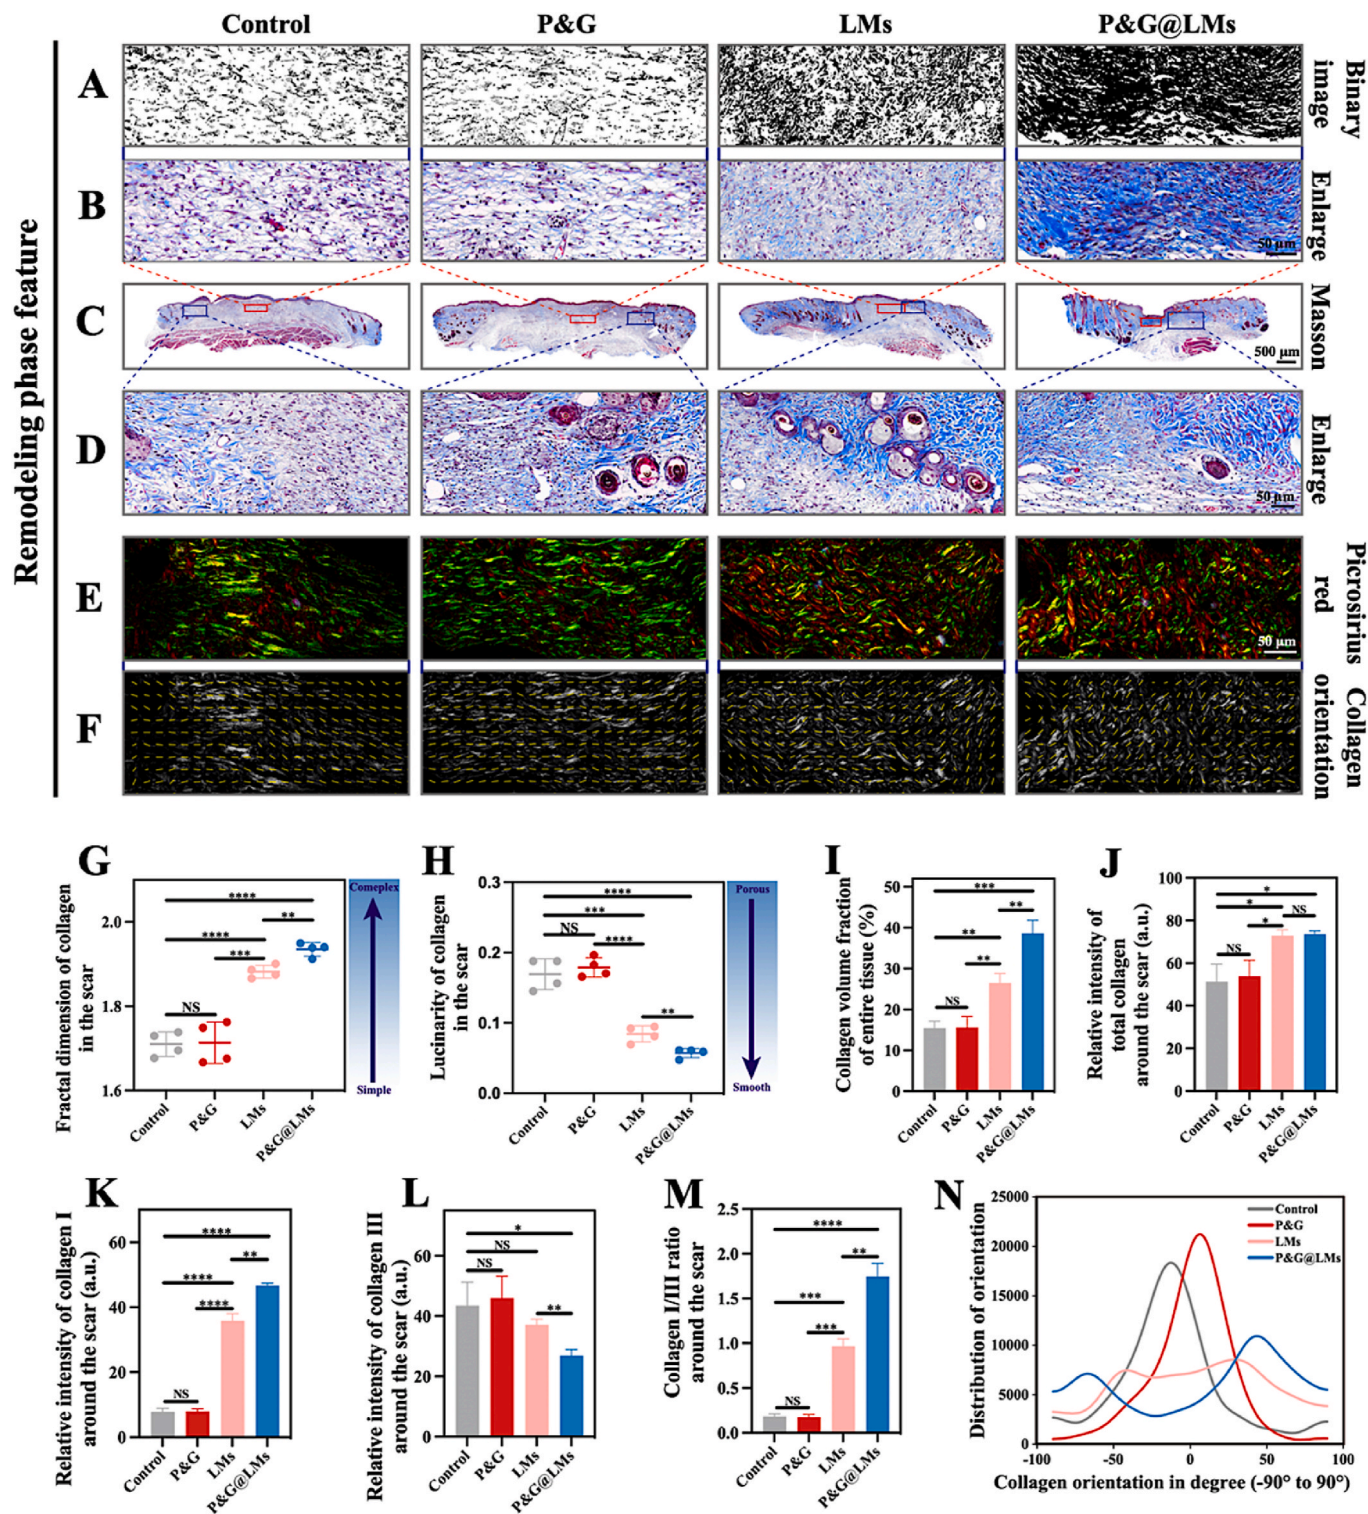 Control P&G LMs P&G@LMs
Remodeling phase feature
A
Binary
image
B
Enlarge
50 μm
C
Masson
500 μm
D
Enlarge
50 μm
E
Picrosirius
red
50 μm
F
Collagen
orientation
G
Fractal dimension of collagen
in the scar
2.0
1.8
1.6
****
**
****
***
NS
Comeplex
Simple
Control P&G LMs P&G@LMs
H
Lucinarity of collagen
in the scar
0.3
0.2
0.1
0.0
****
***
NS ****
**
Porous
Smooth
Control P&G LMs P&G@LMs
I
Collagen volume fraction
of entire tissue (%)
50
40
30
20
10
0
***
**
**
**
NS
Control P&G LMs P&G@LMs
J
Relative intensity of
total collagen
around the scar (a.u.)
100
80
60
40
20
0
*
* NS
*
NS
Control P&G LMs P&G@LMs
K
Relative intensity of collagen I
around the scar (a.u.)
60
40
20
0
****
**
****
****
NS
Control P&G LMs P&G@LMs
L
Relative intensity of collagen III
around the scar (a.u.)
60
40
20
0
*
NS
NS
**
Control P&G LMs P&G@LMs
M
Collagen I/III ratio
around the scar
2.5
2.0
1.5
1.0
0.5
0.0
****
**
***
***
NS
Control P&G LMs P&G@LMs
N
Distribution of orientation
25000
20000
15000
10000
5000
0
Control
P&G
LMs
P&G@LMs
-100 -50 0 50 100
Collagen orientation in degree (-90° to 90°)